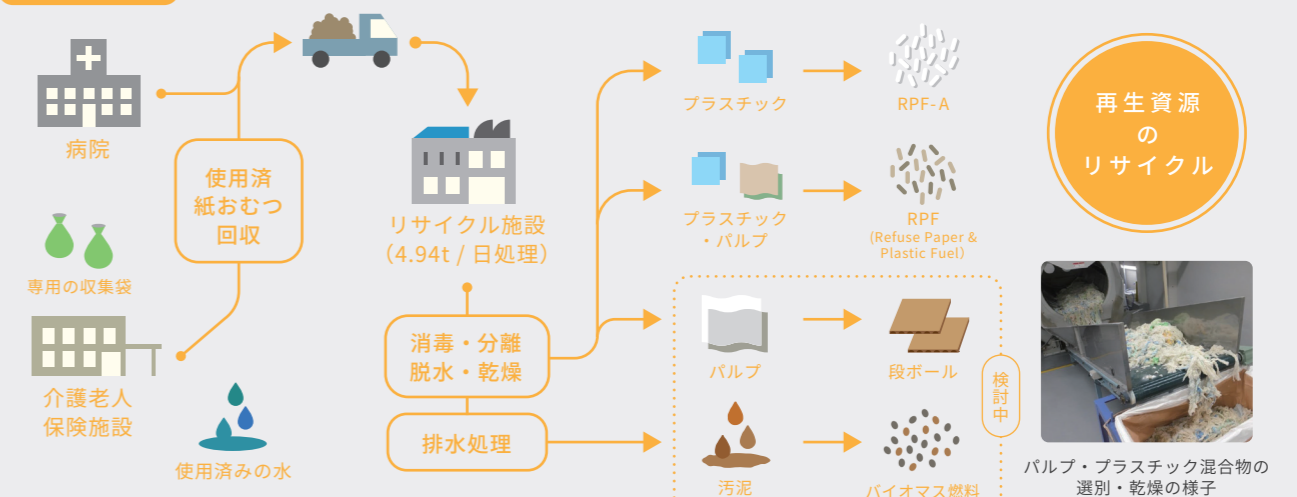 病院
専用の収集袋
介護老人
保険施設
使用済
紙おむつ
回収
使用済みの水
リサイクル施設
（4.94t / 日処理）
消毒・分離
脱水・乾燥
排水処理
プラスチック
RPF-A
プラスチック
・パルプ
RPF
(Refuse Paper &
Plastic Fuel）
パルプ
段ボール
検討中
汚泥
バイオマス燃料
再生資源
の
リサイクル
パルプ・プラスチック混合物の
選別・乾燥の様子